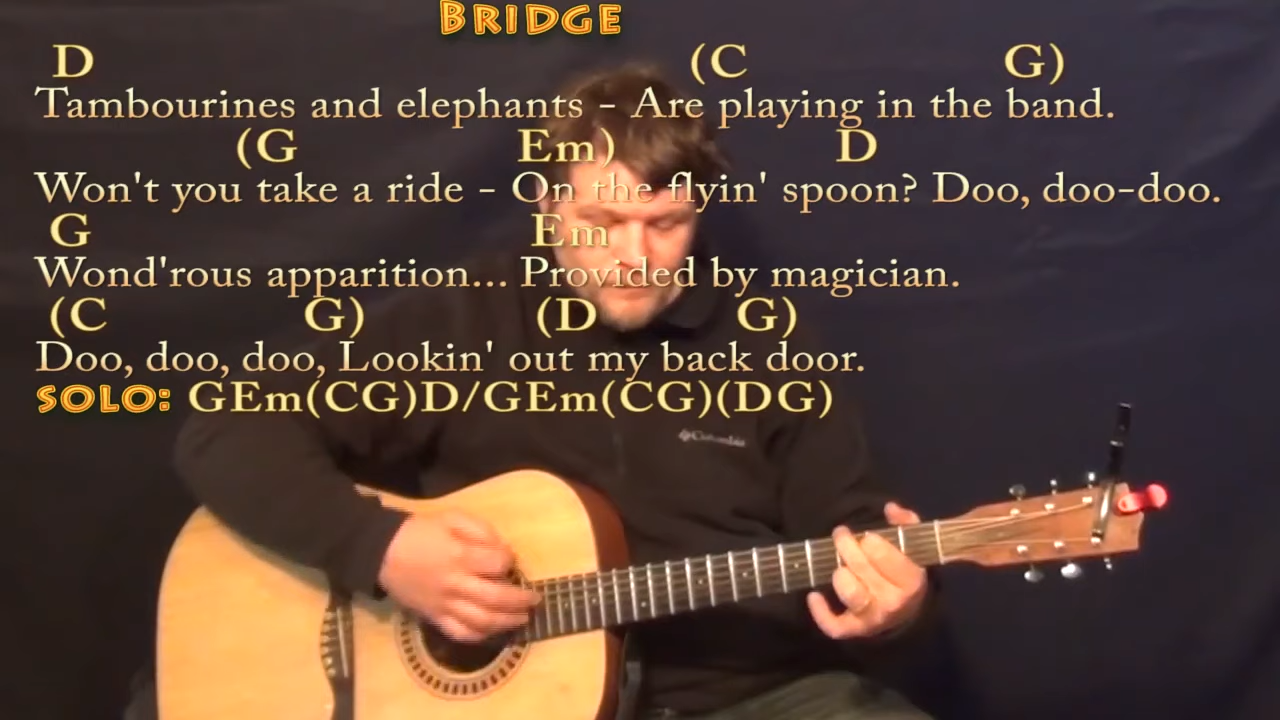 BRIDGE
D (C G)
Tambourines and elephants - Are playing in the band.
(G Em) D
Won't you take a ride - On the flyin' spoon? Doo, doo-doo.
G Em
Wond'rous apparition... Provided by magician.
(C G) (D G)
Doo, doo, doo, Lookin' out my back door.
SOLO: GEm(CG)D/GEm(CG)(DG)
Columbia